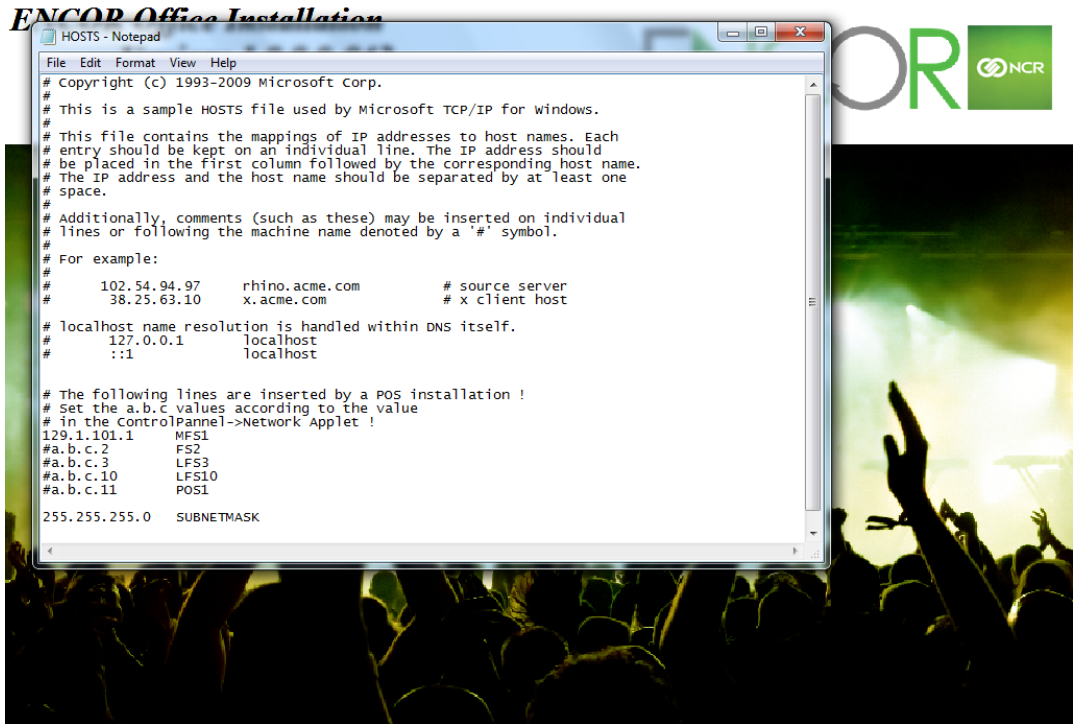 ENCOR Office Installation
HOSTS - Notepad
File Edit Format View Help
# Copyright (c) 1993-2009 Microsoft Corp.
#
# This is a sample HOSTS file used by Microsoft TCP/IP for Windows.
#
# This file contains the mappings of IP addresses to host names. Each
# entry should be kept on an individual line. The IP address should
# be placed in the first column followed by the corresponding host name.
# The IP address and the host name should be separated by at least one
# space.
#
# Additionally, comments (such as these) may be inserted on individual
# lines or following the machine name denoted by a '#' symbol.
#
# For example:
#
# 102.54.94.97 rhino.acme.com # source server
# 38.25.63.10 x.acme.com # x client host
# localhost name resolution is handled within DNS itself.
# 127.0.0.1 localhost
# ::1 localhost
# The following lines are inserted by a POS installation !
# Set the a.b.c values according to the value
# in the ControlPannel->Network Applet !
129.1.101.1 MFS1
#a.b.c.2 FS2
#a.b.c.3 LFS3
#a.b.c.10 LFS10
#a.b.c.11 POS1
255.255.255.0 SUBNETMASK
NCR